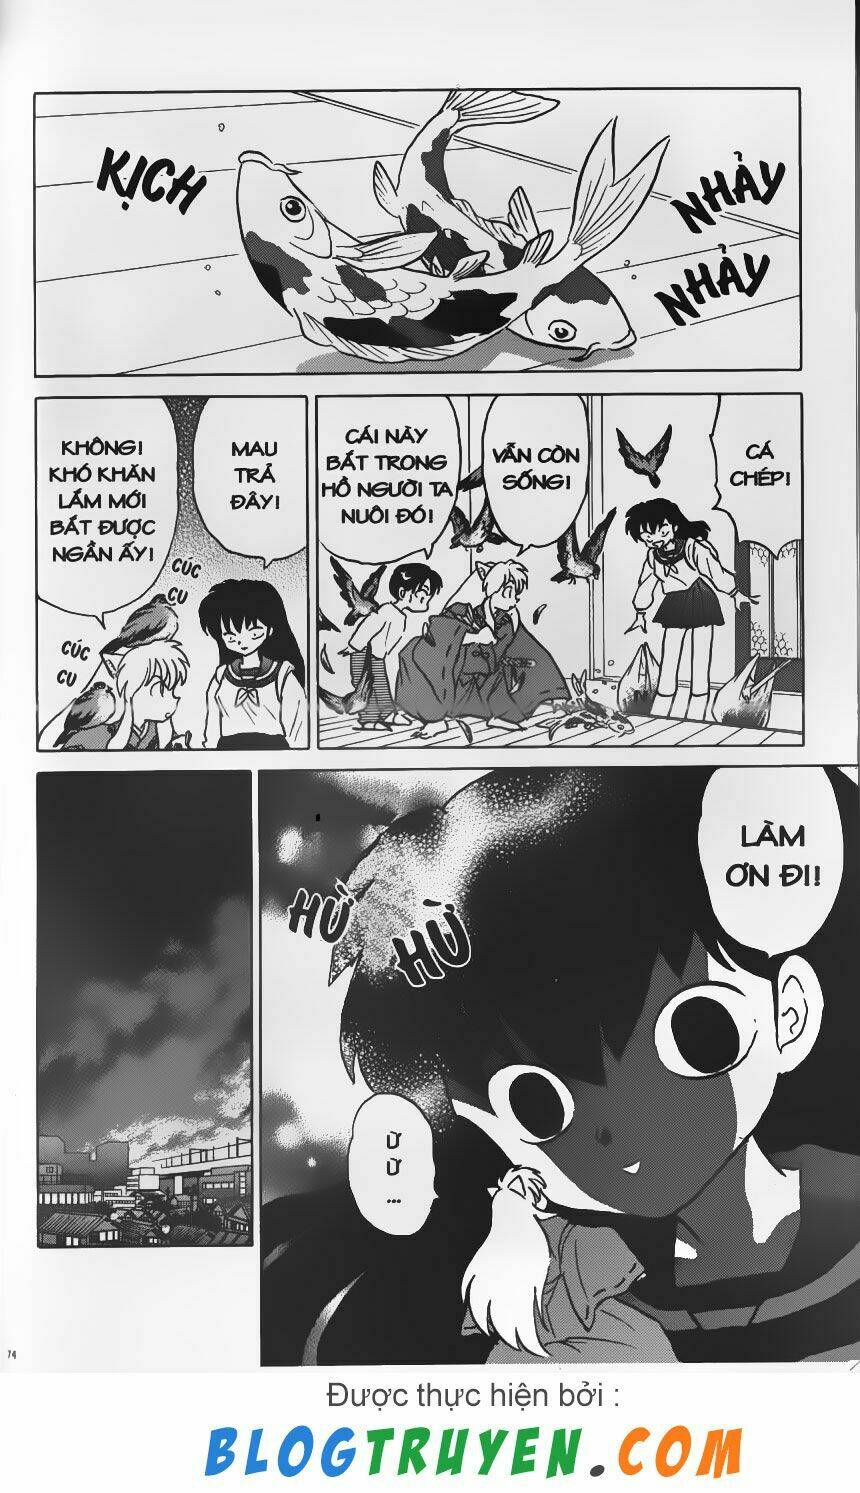 KỊCH
NHẢY
NHẢY
KHÔNG!
KHÓ KHĂN
LẮM MỚI
BẮT ĐƯỢC
NGẦN ẤY!
MAU
TRẢ
ĐÂY!
CÚC
CU
CÚC
CU
CÁI NÀY
BẮT TRONG
HỒ NGƯỜI TA
NUÔI ĐÓ!
VẪN CÒN
SỐNG!
CÁ
CHÉP!
LÀM
ƠN ĐI!
HỪ
HỪ
Ừ
Ừ
...
74
Được thực hiện bởi :
BLOGTRUYEN.COM